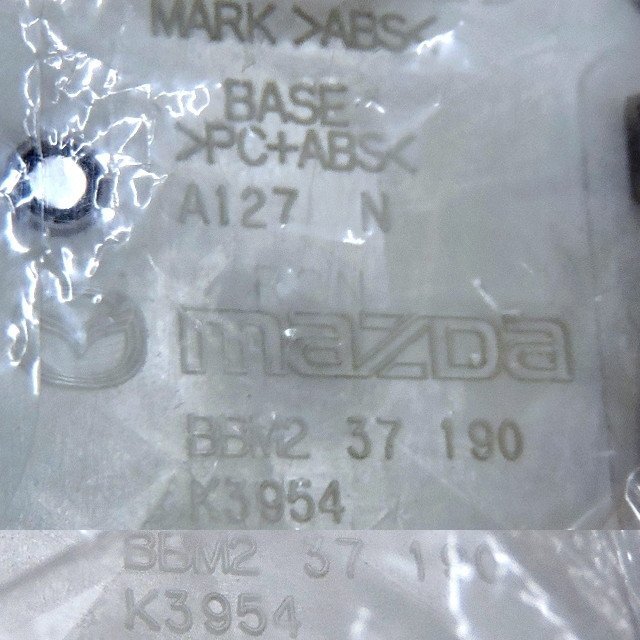 MARK >ABS<
BASE
>PC+ABS<
A127 N
mazda
BBM2 37 190
K3954
BBM2 37 190
K3954